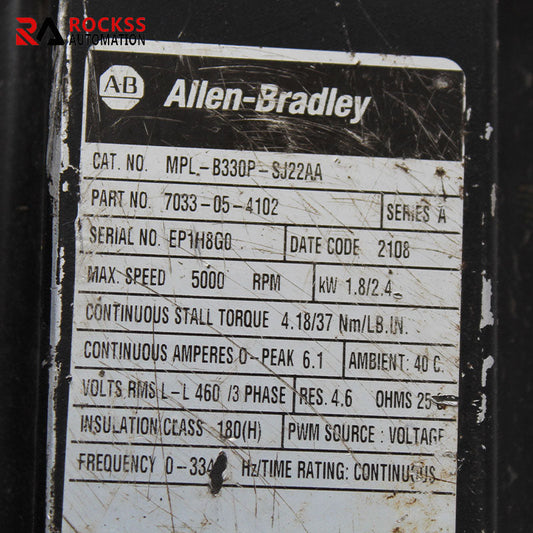 RA ROCKSS
AUTOMATION
A-B Allen-Bradley
CAT. NO. MPL-B330P-SJ22AA
PART NO. 7033-05-4102 SERIES A
SERIAL NO. EP1H8G0 DATE CODE 2108
MAX. SPEED 5000 RPM kW 1.8/2.4
CONTINUOUS STALL TORQUE 4.18/37 Nm/LB.IN.
CONTINUOUS AMPERES 0-PEAK 6.1 AMBIENT: 40 C.
VOLTS RMS L-L 460 /3 PHASE RES. 4.6 OHMS 25
INSULATION CLASS 180(H) PWM SOURCE : VOLTAGE
FREQUENCY 0-334 Hz/TIME RATING: CONTINUOUS